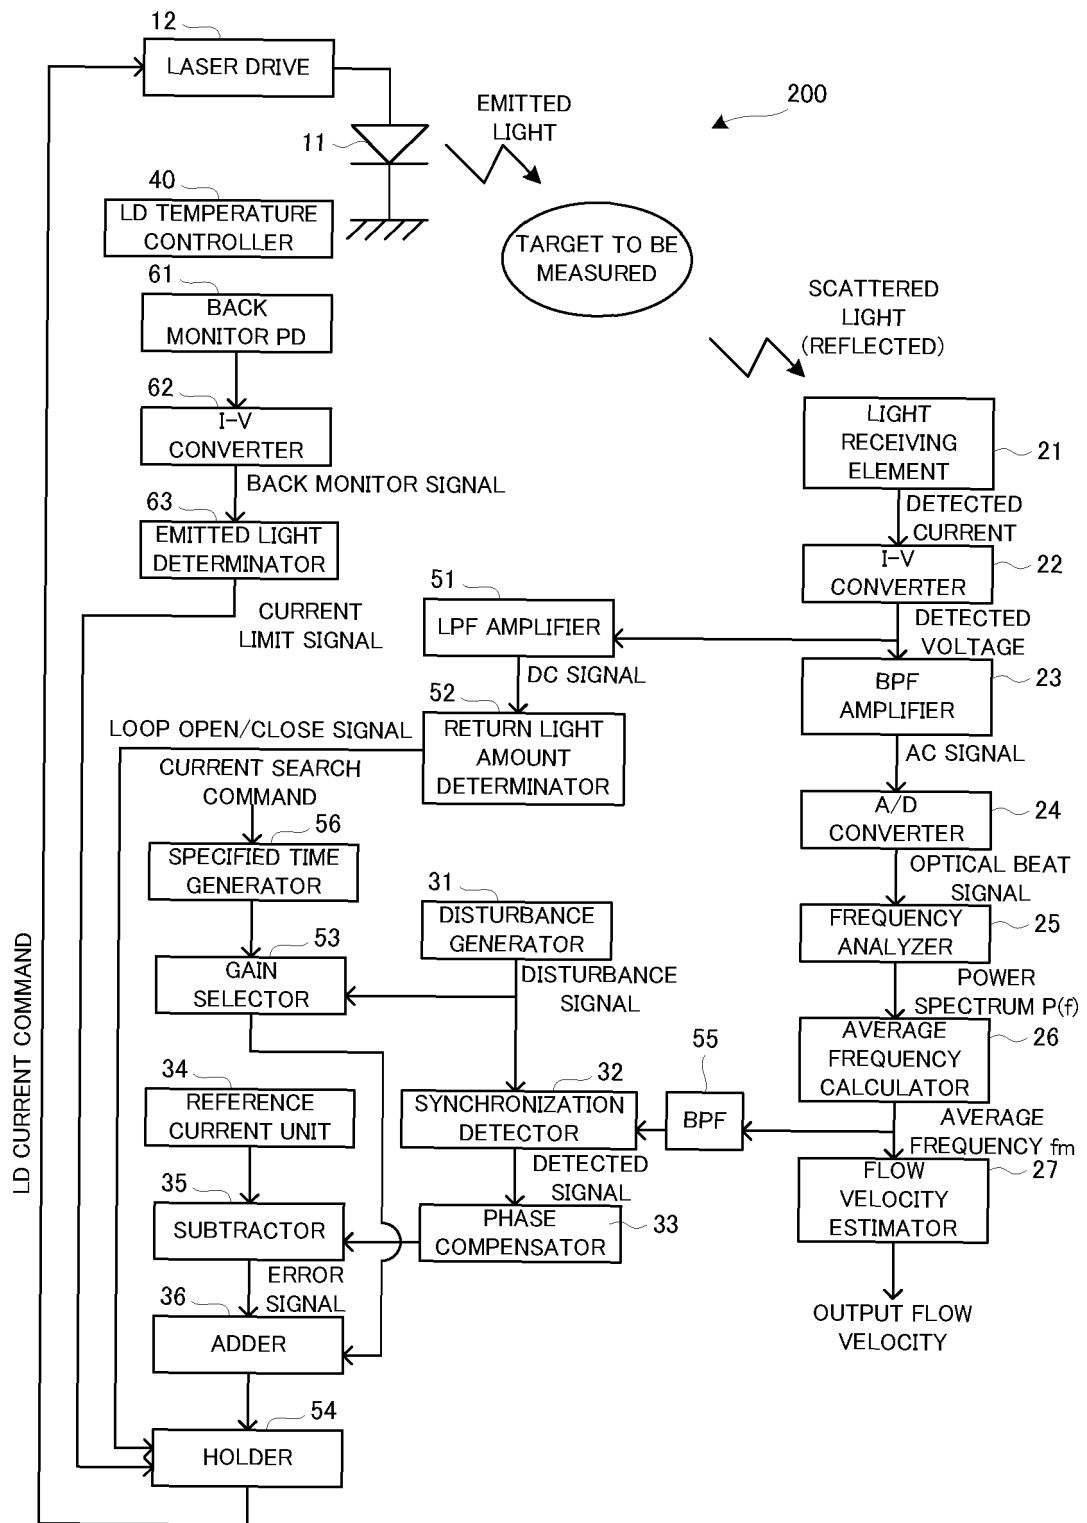 12
LASER DRIVE
11
EMITTED
LIGHT
200
40
LD TEMPERATURE
CONTROLLER
TARGET TO BE
MEASURED
61
BACK
MONITOR PD
SCATTERED
LIGHT
(REFLECTED)
62
I-V
CONVERTER
LIGHT
RECEIVING
ELEMENT
21
BACK MONITOR SIGNAL
63
EMITTED LIGHT
DETERMINATOR
DETECTED
CURRENT
I-V
CONVERTER
22
CURRENT
LIMIT SIGNAL
51
LPF AMPLIFIER
DETECTED
VOLTAGE
DC SIGNAL
BPF
AMPLIFIER
23
52
LOOP OPEN/CLOSE SIGNAL
RETURN LIGHT
AMOUNT
DETERMINATOR
AC SIGNAL
CURRENT SEARCH
COMMAND
A/D
CONVERTER
24
56
SPECIFIED TIME
GENERATOR
OPTICAL BEAT
SIGNAL
31
DISTURBANCE
GENERATOR
FREQUENCY
ANALYZER
25
53
GAIN
SELECTOR
DISTURBANCE
SIGNAL
POWER
SPECTRUM P(f)
LD CURRENT COMMAND
AVERAGE
FREQUENCY
CALCULATOR
26
55
34
REFERENCE
CURRENT UNIT
32
SYNCHRONIZATION
DETECTOR
BPF
AVERAGE
FREQUENCY fm
DETECTED
SIGNAL
FLOW
VELOCITY
ESTIMATOR
27
35
SUBTRACTOR
PHASE
COMPENSATOR
33
ERROR
SIGNAL
36
ADDER
OUTPUT FLOW
VELOCITY
54
HOLDER